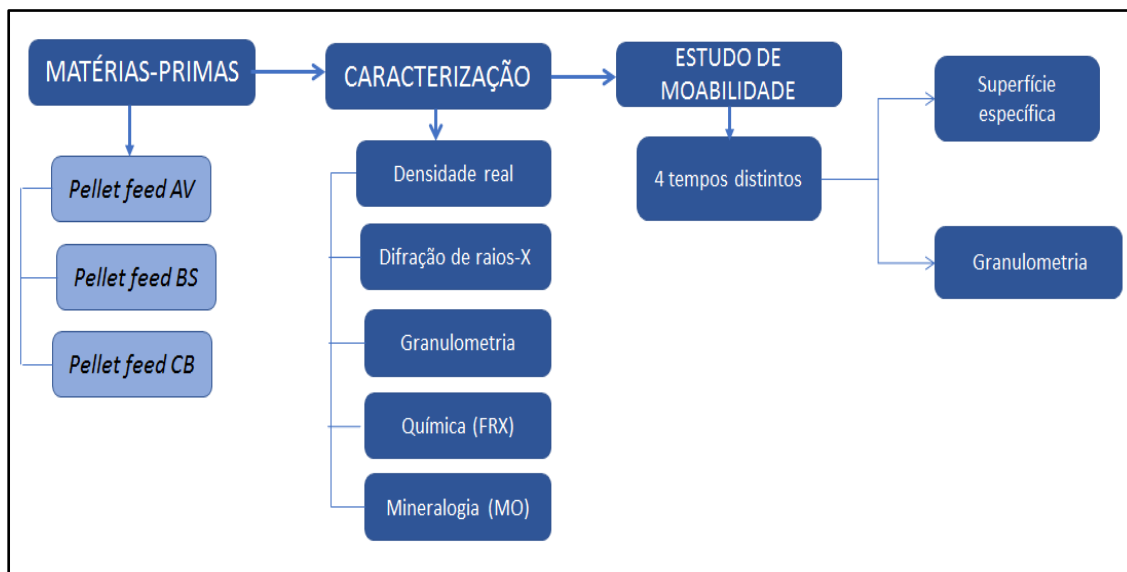 MATÉRIAS-PRIMAS
Pellet feed AV
Pellet feed BS
Pellet feed CB
CARACTERIZAÇÃO
Densidade real
Difração de raios-X
Granulometria
Química (FRX)
Mineralogia (MO)
ESTUDO DE
MOABILIDADE
4 tempos distintos
Superfície
específica
Granulometria